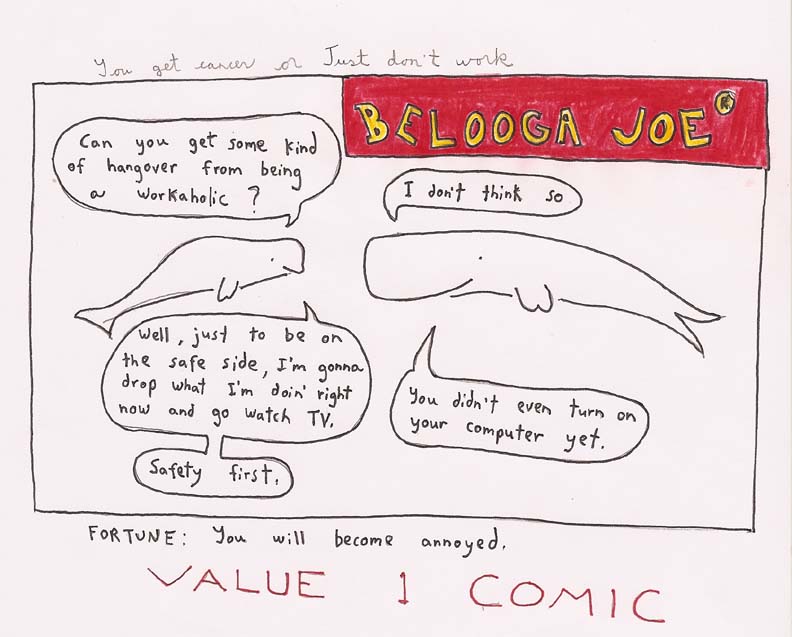 You get cancer or Just don't work
BELOOGA JOE®
Can you get some kind
of hangover from being
a workaholic ?
I don't think so
Well, just to be on
the safe side, I'm gonna
drop what I'm doin' right
now and go watch TV.
Safety first.
You didn't even turn on
your computer yet.
FORTUNE: You will become annoyed.
VALUE 1 COMIC